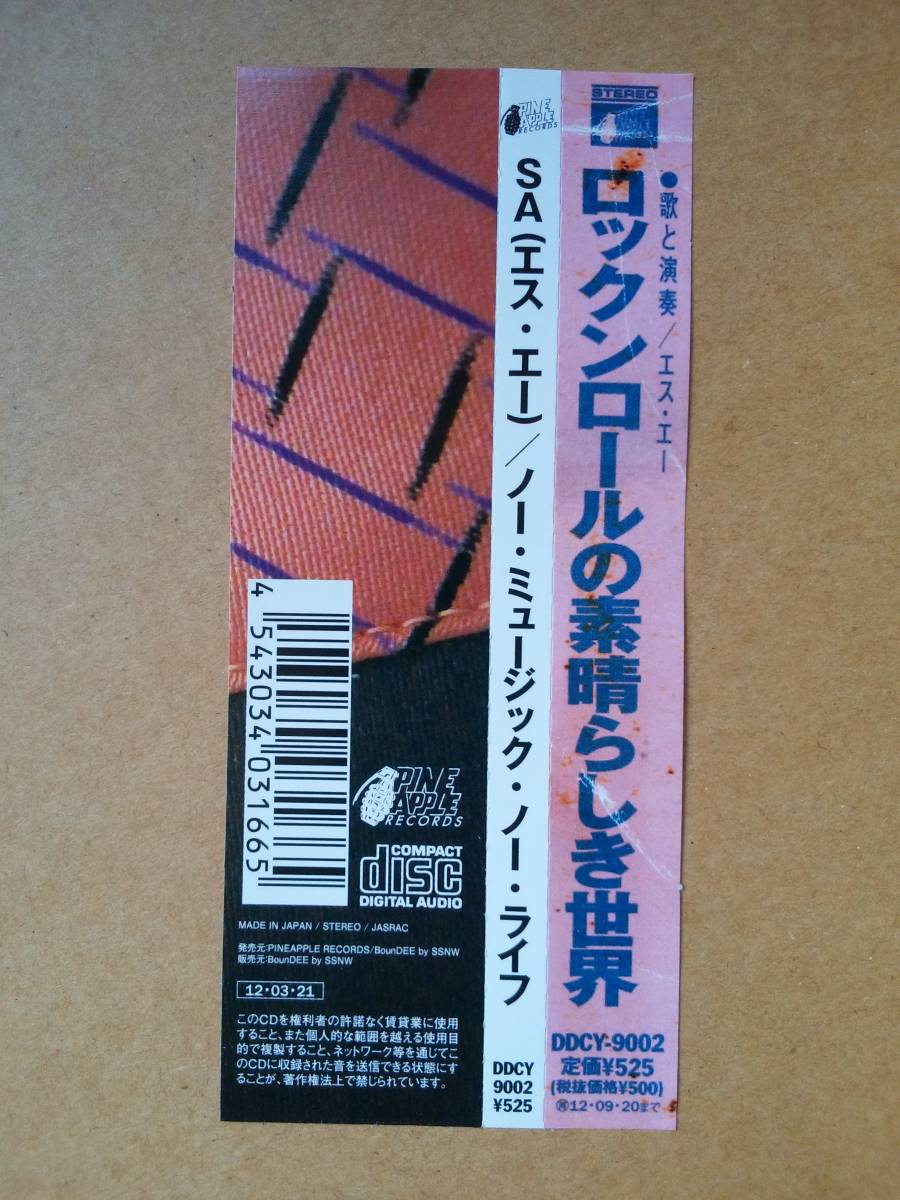 STEREO
PINE
APPLE
RECORDS
●歌と演奏/エス・エー
ロックンロールの素晴らしき世界
DDCY-9002
定価¥525
(税抜価格¥500)
Ⓡ12・09・20まで
PINE
APPLE
RECORDS
SA(エス・エー)/ノー・ミュージック・ノー・ライフ
DDCY
9002
¥525
4 543034 031665
PINE
APPLE
RECORDS
COMPACT
disc
DIGITAL AUDIO
MADE IN JAPAN / STEREO / JASRAC
発売元:PINEAPPLE RECORDS/BounDEE by SSNW
販売元:BounDEE by SSNW
12・03・21
このCDを権利者の許諾なく賃貸業に使用
すること、また個人的な範囲を越える使用目
的で複製すること、ネットワーク等を通じてこ
のCDに収録された音を送信できる状態にす
ることが、著作権法上で禁じられています。